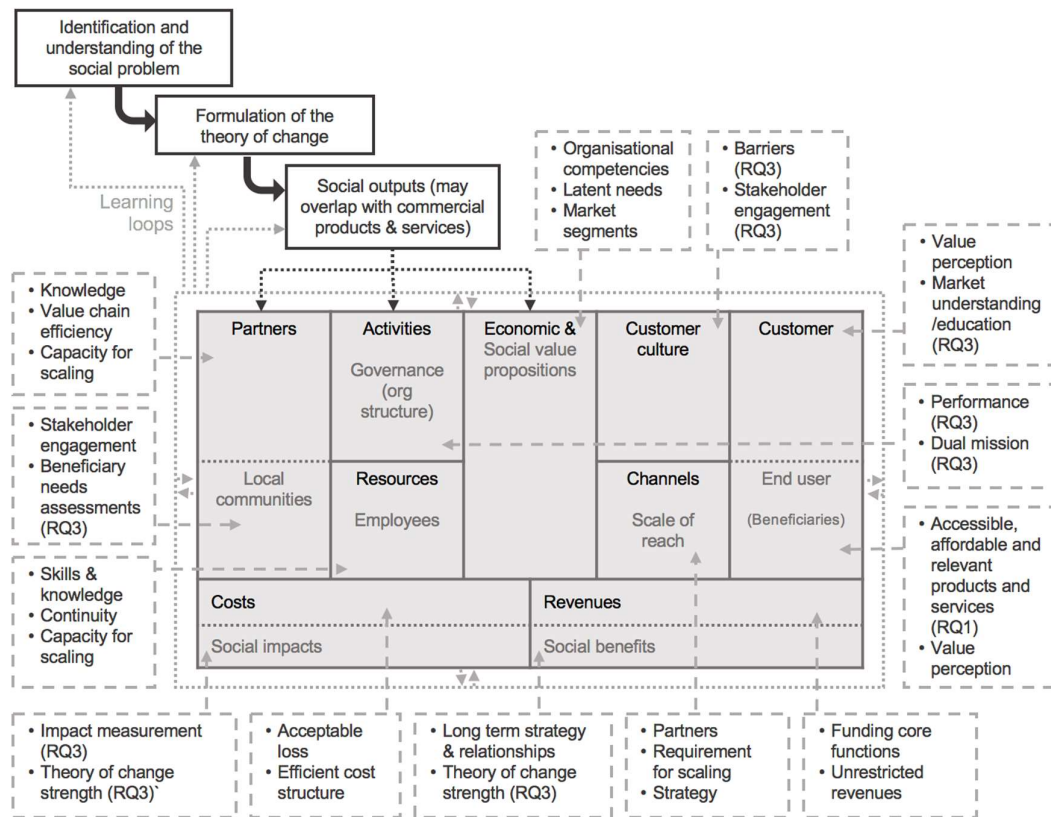 Identification and
understanding of the
social problem
Formulation of the
theory of change
Social outputs (may
overlap with commercial
products & services)
Learning
loops
• Organisational
competencies
• Latent needs
• Market
segments
• Barriers
(RQ3)
• Stakeholder
engagement
(RQ3)
• Value
perception
• Market
understanding
/education
(RQ3)
• Knowledge
• Value chain
efficiency
• Capacity for
scaling
• Stakeholder
engagement
• Beneficiary
needs
assessments
(RQ3)
• Skills &
knowledge
• Continuity
• Capacity for
scaling
Partners
Local
communities
Activities
Governance
(org
structure)
Resources
Employees
Economic &
Social value
propositions
Customer
culture
Channels
Scale of
reach
Customer
End user
(Beneficiaries)
Costs
Social impacts
Revenues
Social benefits
• Performance
(RQ3)
• Dual mission
(RQ3)
• Accessible,
affordable and
relevant
products and
services
(RQ1)
• Value
perception
• Impact measurement
(RQ3)
• Theory of change
strength (RQ3)`
• Acceptable
loss
• Efficient cost
structure
• Long term strategy
& relationships
• Theory of change
strength (RQ3)
• Partners
• Requirement
for scaling
• Strategy
• Funding core
functions
• Unrestricted
revenues